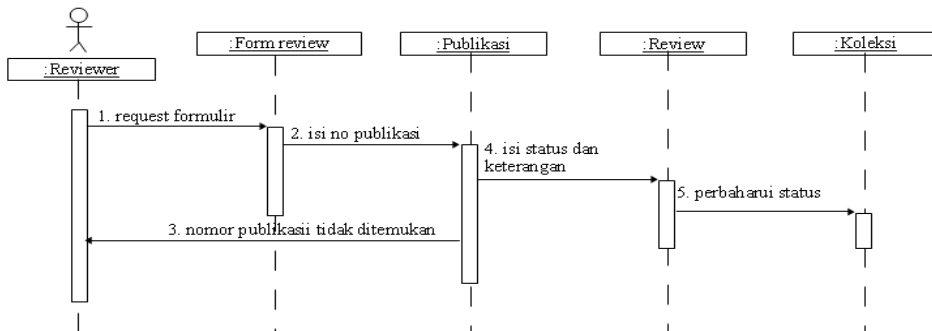 :Reviewer
:Form review
:Publikasi
:Review
:Koleksi
1. request formulir
2. isi no publikasi
4. isi status dan
keterangan
5. perbaharui status
3. nomor publikasii tidak ditemukan